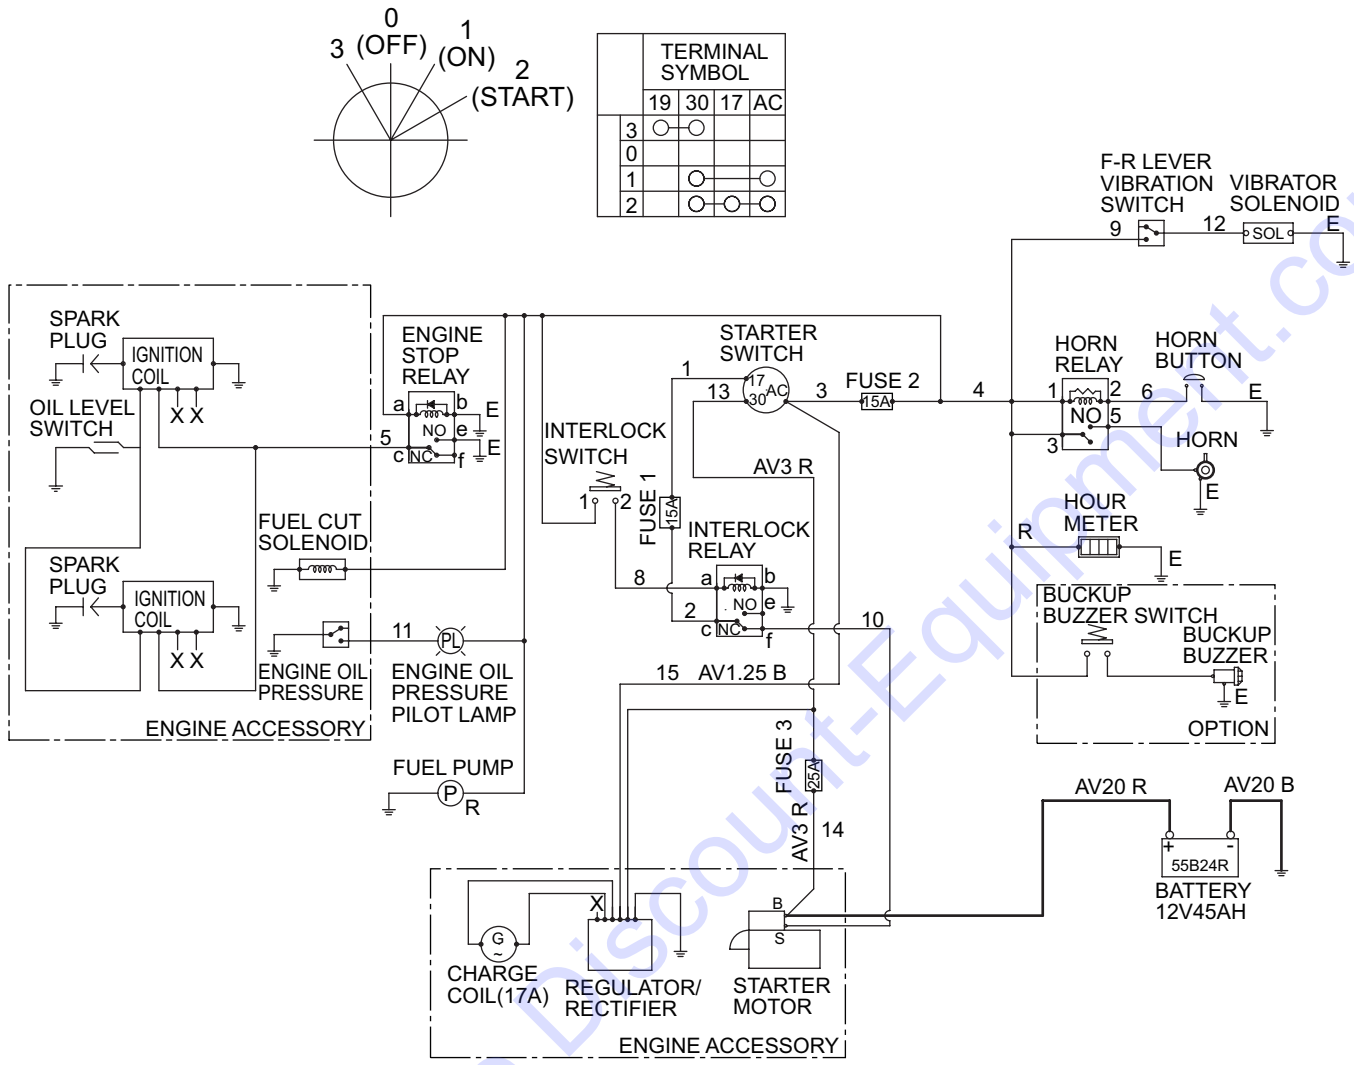 0
(OFF)
1
(ON)
2
(START)
3
TERMINAL
SYMBOL
19 30 17 AC
3
0
1
2
F-R LEVER
VIBRATION
SWITCH
VIBRATOR
SOLENOID
9
12
SOL
E
SPARK
PLUG
IGNITION
COIL
X X
OIL LEVEL
SWITCH
ENGINE
STOP
RELAY
a
b
E
NO
e
E
5
c
NC
f
FUEL CUT
SOLENOID
SPARK
PLUG
IGNITION
COIL
X X
ENGINE OIL
PRESSURE
11
PL
ENGINE OIL
PRESSURE
PILOT LAMP
ENGINE ACCESSORY
FUEL PUMP
P
R
STARTER
SWITCH
1
17
AC
13
30
3
FUSE 2
15A
4
INTERLOCK
SWITCH
1
2
FUSE 1
15A
AV3 R
INTERLOCK
RELAY
8
a
b
NO
e
2
c
NC
f
10
15 AV1.25 B
FUSE 3
25A
AV3 R
14
HORN
RELAY
1
2
NO
5
3
6
HORN
BUTTON
E
HORN
E
HOUR
METER
R
E
BUCKUP
BUZZER SWITCH
BUCKUP
BUZZER
E
OPTION
AV20 R
AV20 B
+
-
55B24R
BATTERY
12V45AH
X
G
~
CHARGE
COIL(17A)
REGULATOR/
RECTIFIER
B
S
STARTER
MOTOR
ENGINE ACCESSORY
Discount-Equipment.co